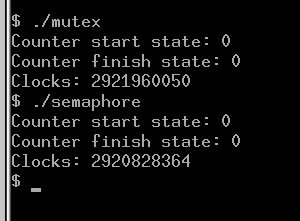 $ ./mutex
Counter start state: 0
Counter finish state: 0
Clocks: 2921960050
$ ./semaphore
Counter start state: 0
Counter finish state: 0
Clocks: 2920828364
$ _